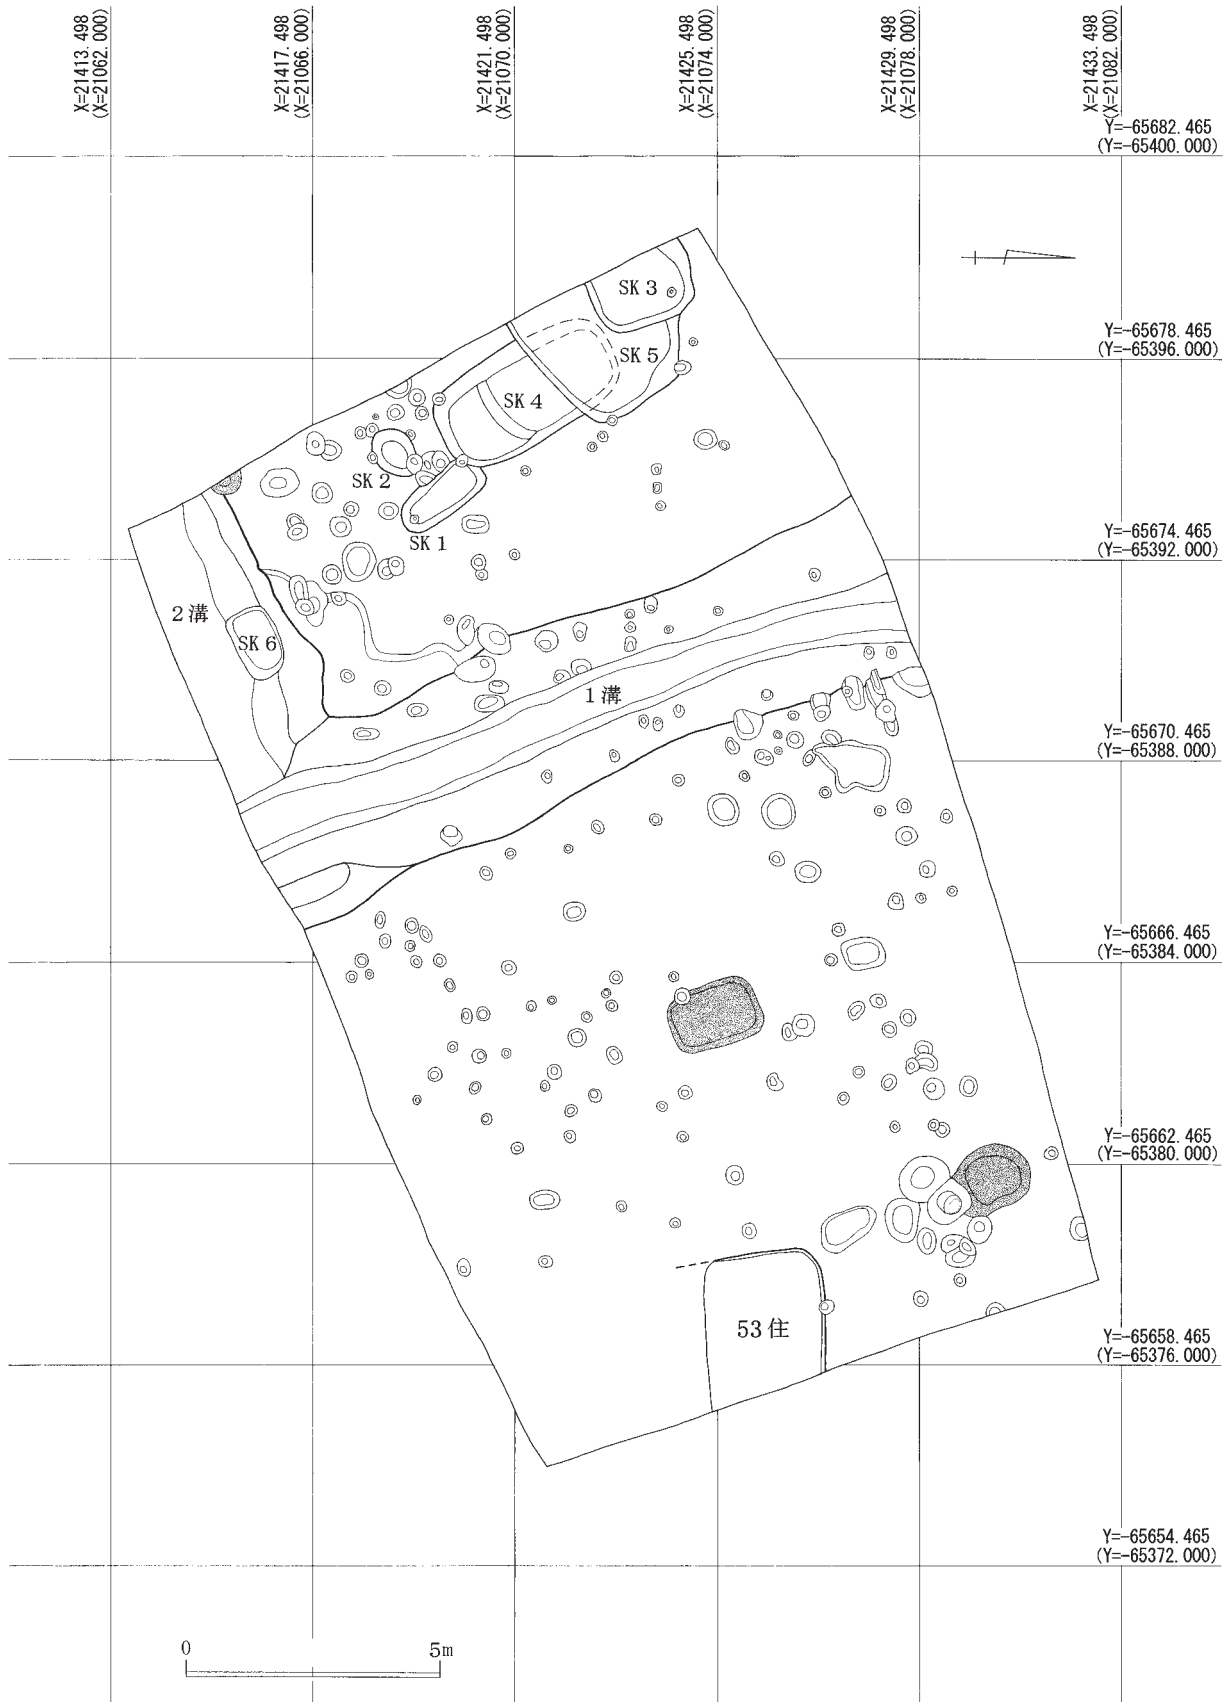 X=21413.498
(X=21062.000)
X=21417.498
(X=21066.000)
X=21421.498
(X=21070.000)
X=21425.498
(X=21074.000)
X=21429.498
(X=21078.000)
X=21433.498
(X=21082.000)
Y=-65682.465
(Y=-65400.000)
SK 3
Y=-65678.465
(Y=-65396.000)
SK 5
SK 4
SK 2
SK 1
Y=-65674.465
(Y=-65392.000)
2溝
SK 6
1溝
Y=-65670.465
(Y=-65388.000)
Y=-65666.465
(Y=-65384.000)
Y=-65662.465
(Y=-65380.000)
53住
Y=-65658.465
(Y=-65376.000)
Y=-65654.465
(Y=-65372.000)
0 5m